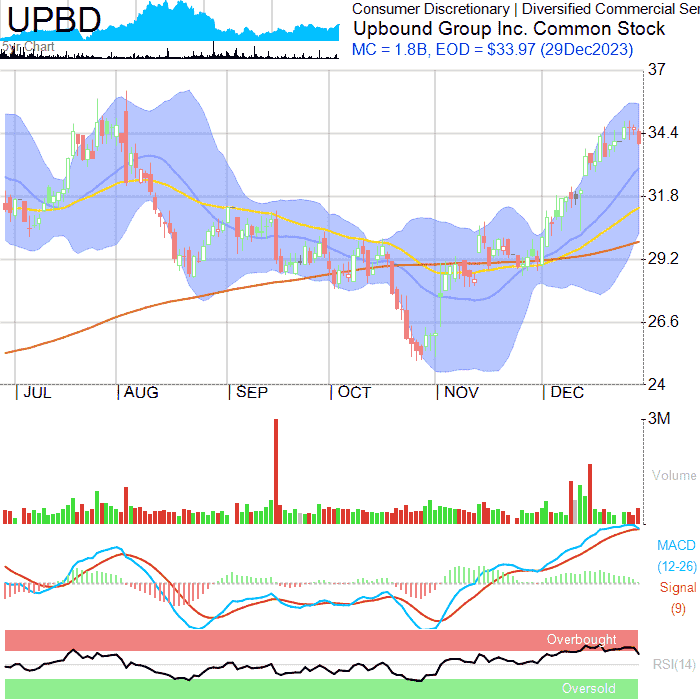 UPBD
5yr Chart
Consumer Discretionary | Diversified Commercial Ser
Upbound Group Inc. Common Stock
MC = 1.8B, EOD = $33.97 (29Dec2023)
37
34.4
31.8
29.2
26.6
24
JUL AUG SEP OCT NOV DEC
3M
Volume
MACD
(12-26)
Signal
(9)
Overbought
RSI(14)
Oversold